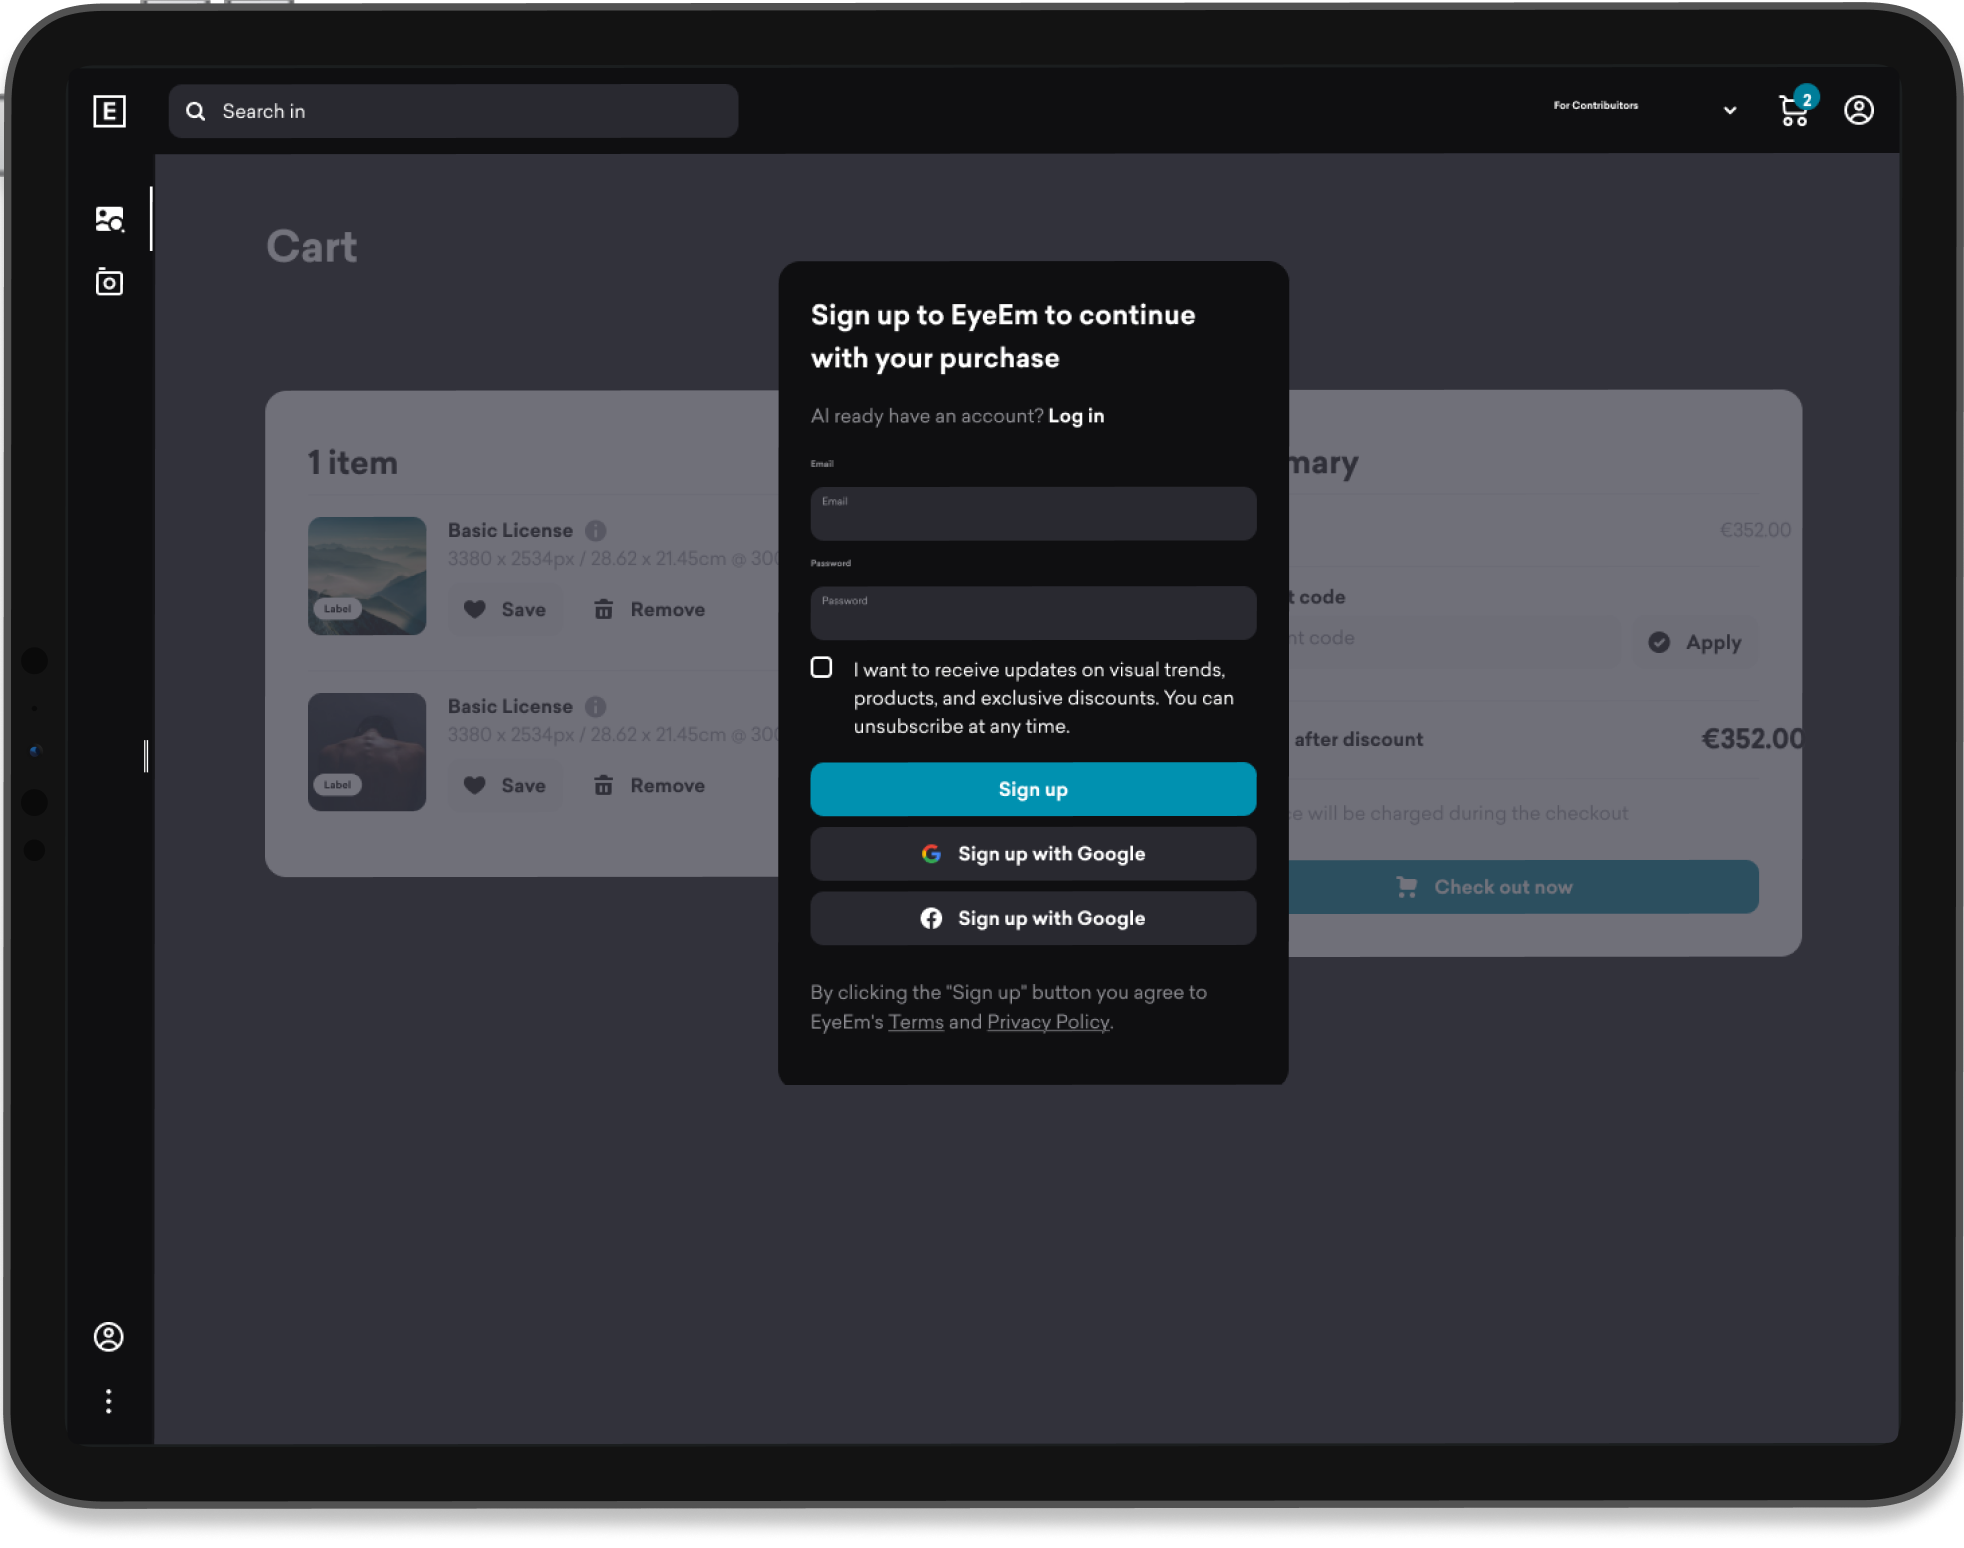 E
Search in
For Contribuitors
2
Cart
Sign up to EyeEm to continue
with your purchase
Al ready have an account? Log in
Email
Email
Password
Password
I want to receive updates on visual trends,
products, and exclusive discounts. You can
unsubscribe at any time.
Sign up
Sign up with Google
Sign up with Google
By clicking the "Sign up" button you agree to
EyeEm's Terms and Privacy Policy.
1 item
Basic License
3380 x 2534px / 28.62 x 21.45cm @ 300
Label
Save
Remove
Basic License
3380 x 2534px / 28.62 x 21.45cm @ 300
Label
Save
Remove
mary
€352.00
t code
nt code
Apply
after discount
€352.00
ce will be charged during the checkout
Check out now